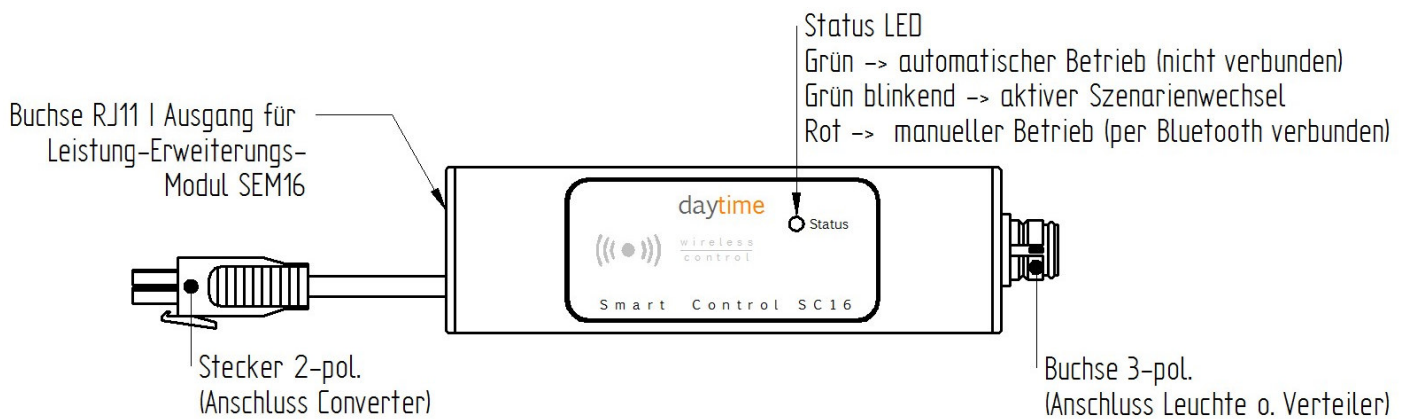 Status LED
Grün -> automatischer Betrieb (nicht verbunden)
Grün blinkend -> aktiver Szenarienwechsel
Rot -> manueller Betrieb (per Bluetooth verbunden)
Buchse RJ11 | Ausgang für
Leistung-Erweiterungs-
Modul SEM16
daytime
Status
wireless
control
Smart Control SC16
Stecker 2-pol.
(Anschluss Converter)
Buchse 3-pol.
(Anschluss Leuchte o. Verteiler)